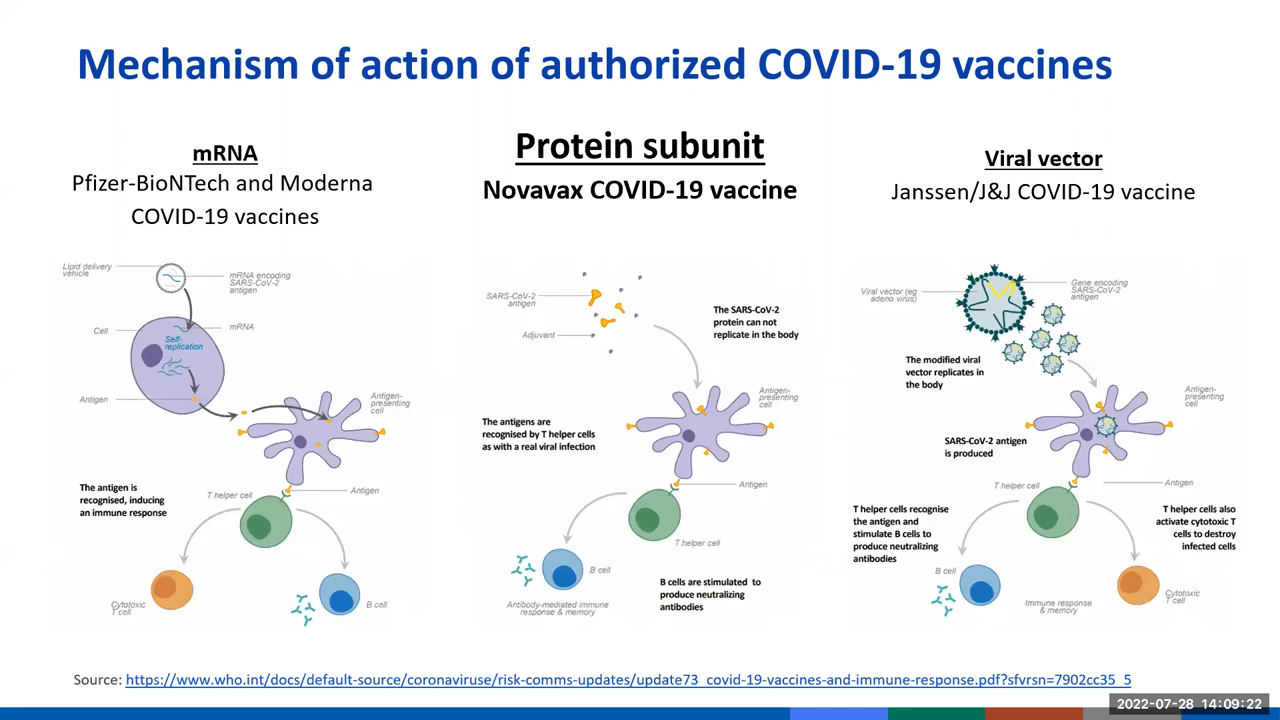 Mechanism of action of authorized COVID-19 vaccines
mRNA
Pfizer-BioNTech and Moderna
COVID-19 vaccines
Lipid delivery
vehicle
mRNA encoding
SARS-CoV-2
antigen
Cell
mRNA
Self-
replication
Antigen
Antigen-
presenting
cell
The antigen is
recognised, inducing
an immune response
T helper cell
Antigen
Cytotoxic
T cell
B cell
Protein subunit
Novavax COVID-19 vaccine
SARS-CoV-2
antigen
Adjuvant
The SARS-CoV-2
protein can not
replicate in the body
Antigen-
presenting
cell
The antigens are
recognised by T helper cells
as with a real viral infection
Antigen
T helper cell
B cell
Antibody-mediated immune
response & memory
B cells are stimulated to
produce neutralizing
antibodies
Viral vector
Janssen/J&J COVID-19 vaccine
Viral vector (eg
adeno virus)
Gene encoding
SARS-CoV-2
antigen
The modified viral
vector replicates in
the body
Antigen-
presenting
cell
SARS-CoV-2 antigen
is produced
T helper cell
Antigen
T helper cells recognise
the antigen and
stimulate B cells to
produce neutralizing
antibodies
T helper cells also
activate cytotoxic T
cells to destroy
infected cells
B cell
Immune response
& memory
Cytotoxic
T cell
Source: https://www.who.int/docs/default-source/coronaviruse/risk-comms-updates/update73_covid-19-vaccines-and-immune-response.pdf?sfvrsn=7902cc35_5
2022-07-28 14:09:22